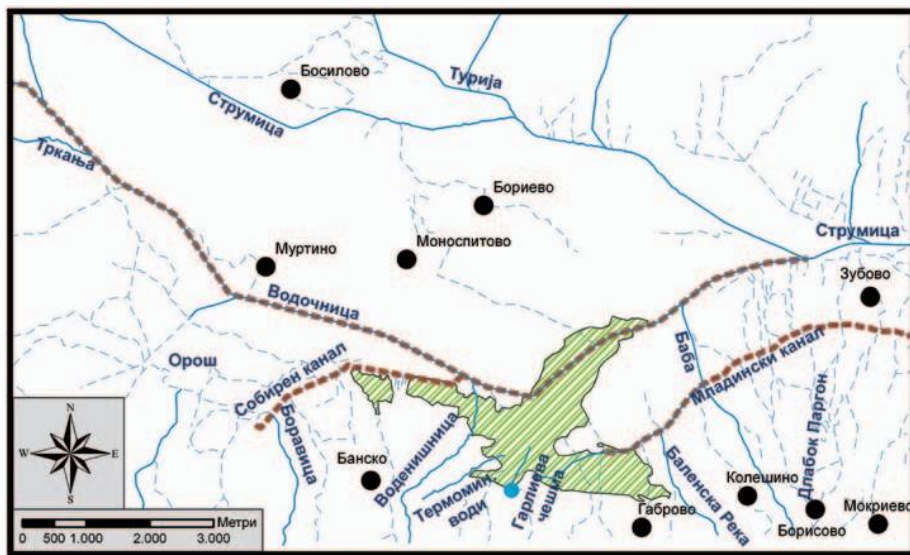 Босилово
Турија
Струмица
Тркања
Бориево
Муртино
Моноспитово
Струмица
Зубово
Водочница
Орош
Собирен канал
Баба
Младински канал
Боравица
Банско
Воденишница
Термомин.
води
Гарлиева
чешма
Габрово
Баленска Река
Колешино
Длабок Паргон
Борисово
Мокриево
N
W
E
S
0 500 1.000 2.000 3.000 Метри